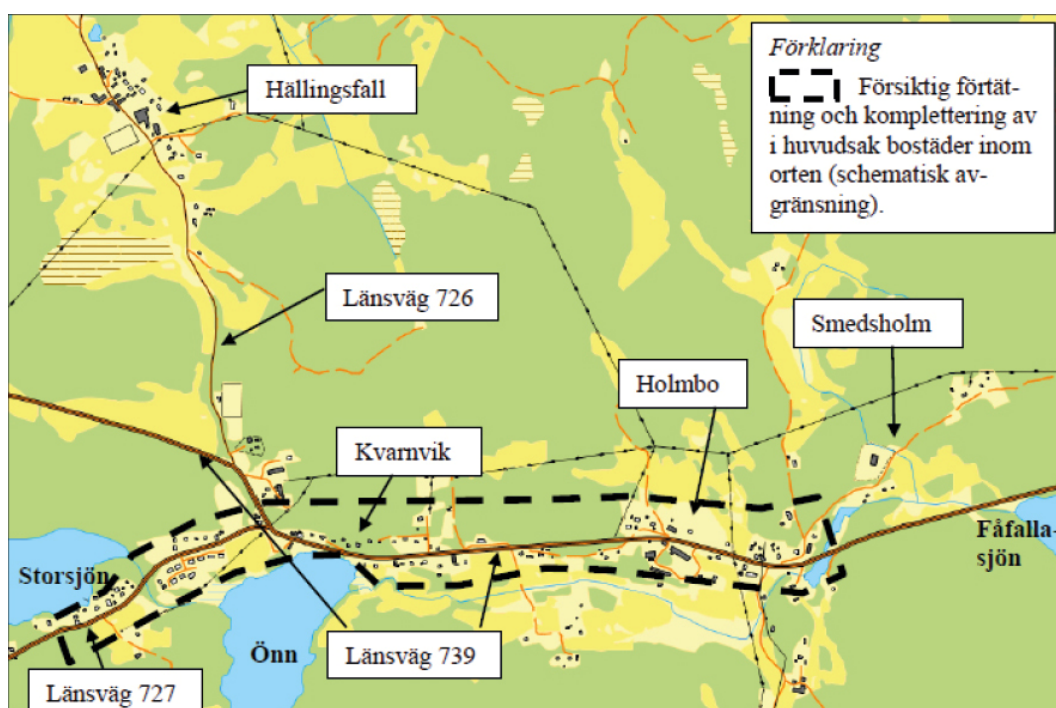 Förklaring
Försiktig förtät-
ning och komplettering av
i huvudsak bostäder inom
orten (schematisk av-
gränsning).
Hällingsfall
Länsväg 726
Smedsholm
Holmbo
Kvarnvik
Storsjön
Fåfalla-
sjön
Önn
Länsväg 739
Länsväg 727